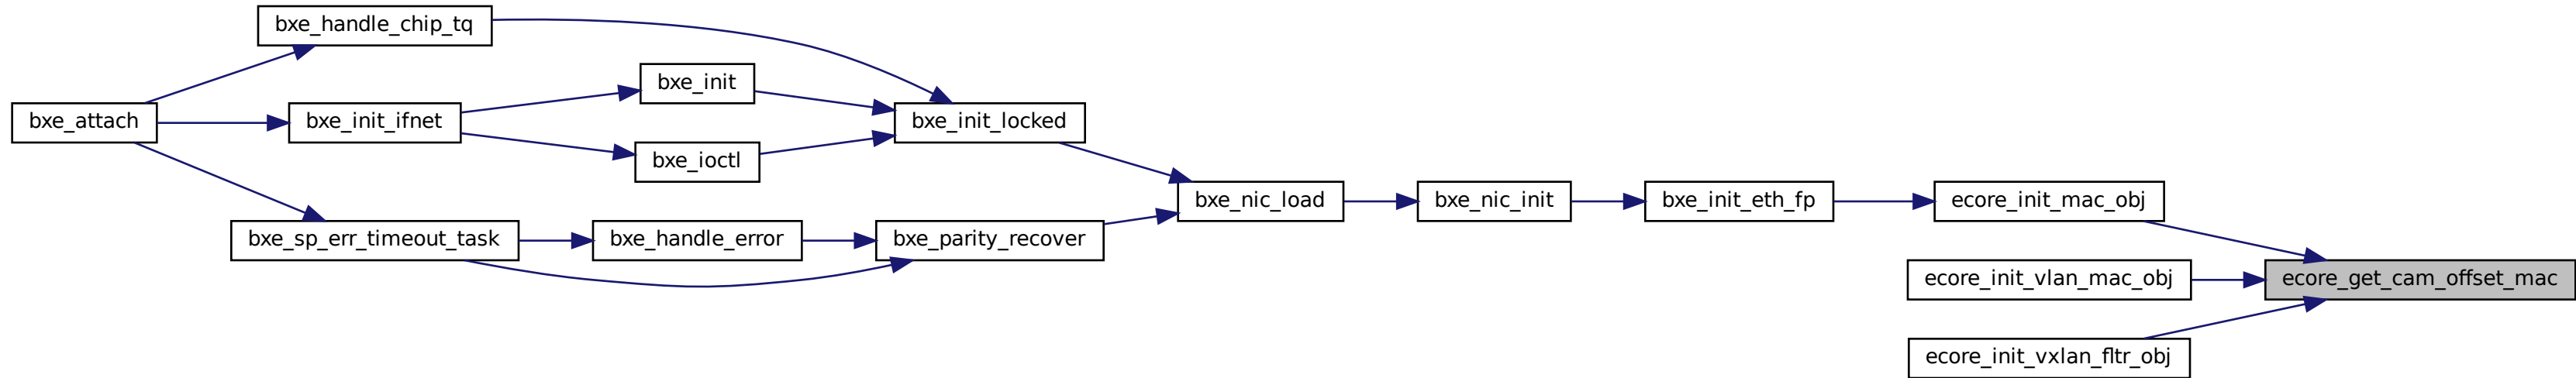 bxe_handle_chip_tq
bxe_init
bxe_attach
bxe_init_ifnet
bxe_init_locked
bxe_ioctl
bxe_nic_load
bxe_nic_init
bxe_init_eth_fp
ecore_init_mac_obj
bxe_sp_err_timeout_task
bxe_handle_error
bxe_parity_recover
ecore_init_vlan_mac_obj
ecore_get_cam_offset_mac
ecore_init_vxlan_fltr_obj